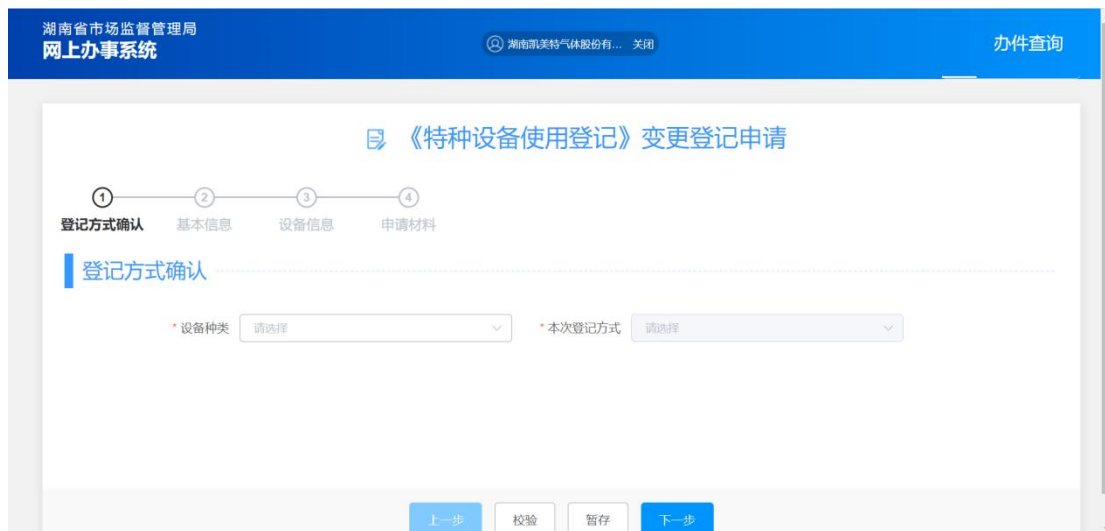 湖南省市场监督管理局
网上办事系统
湖南凯美特气体股份有... 关闭
办件查询
《特种设备使用登记》变更登记申请
1 2 3 4
登记方式确认 基本信息 设备信息 申请材料
登记方式确认
* 设备种类 请选择 * 本次登记方式 请选择
上一步 校验 暂存 下一步